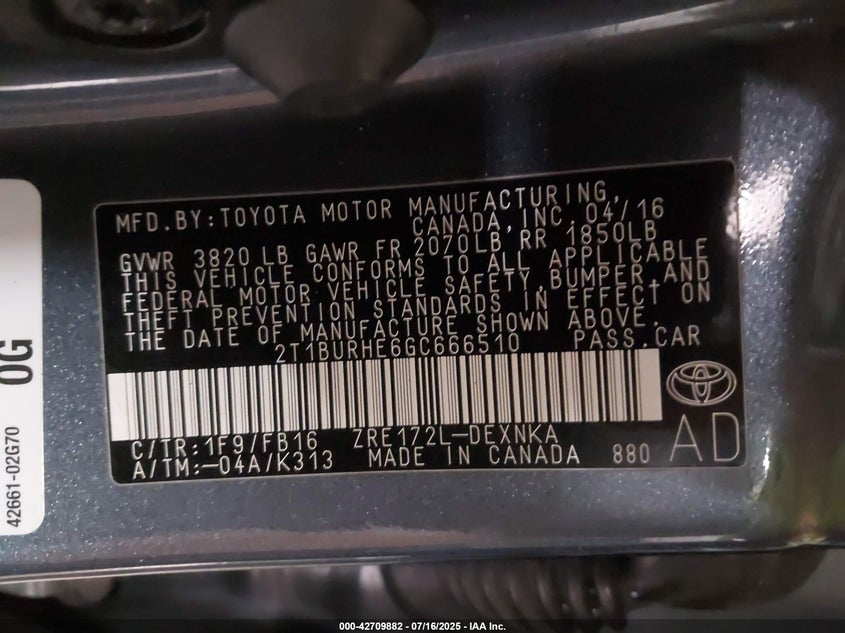 MFD.BY:TOYOTA MOTOR MANUFACTURING,
CANADA,INC.04/16
GVWR 3820 LB GAWR FR 2070LB RR 1850LB
THIS VEHICLE CONFORMS TO ALL APPLICABLE
FEDERAL MOTOR VEHICLE SAFETY,BUMPER,AND
THEFT PREVENTION STANDARDS IN EFFECT ON
THE DATE OF MANUFACTURE SHOWN ABOVE.
2T1BURHE6GC666510 PASS.CAR
C/TR:1F9/FB16 ZRE172L-DEXNKA
A/TM:-04A/K313 MADE IN CANADA 880
AD
0G
42661-02G70
000-42709882 - 07/16/2025 - IAA Inc.